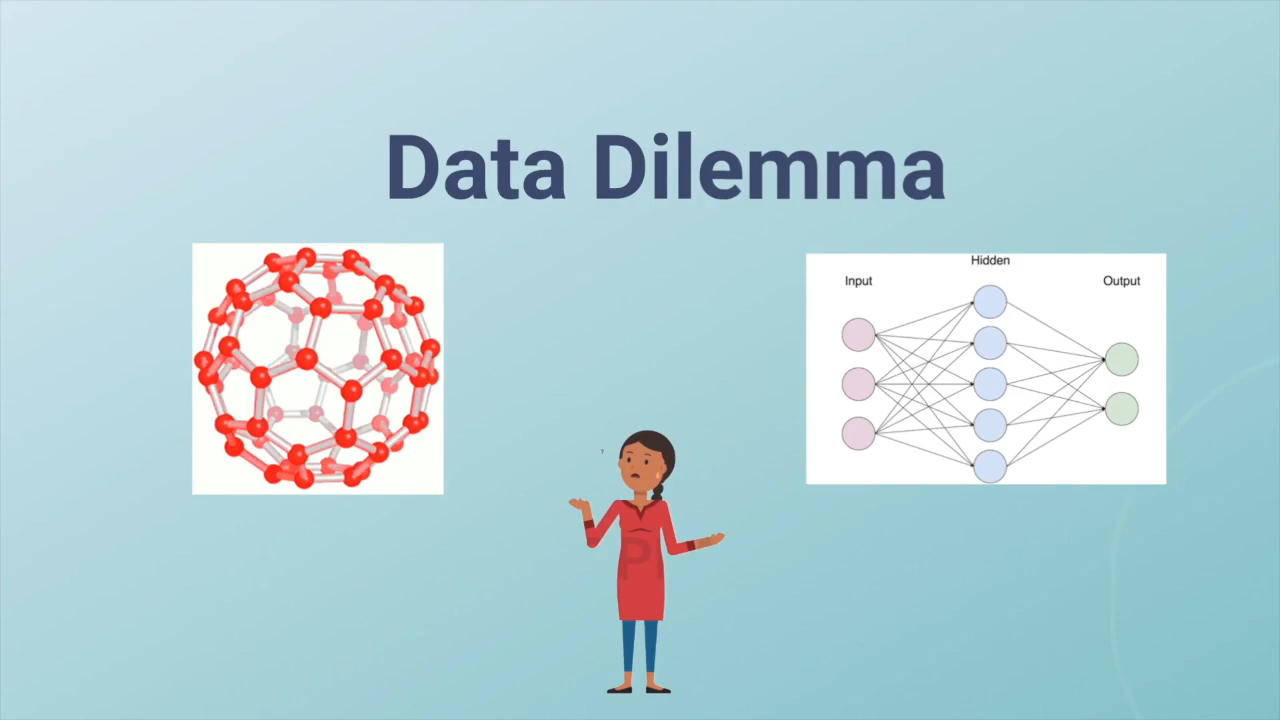 Data Dilemma
Hidden
Input
Output
?